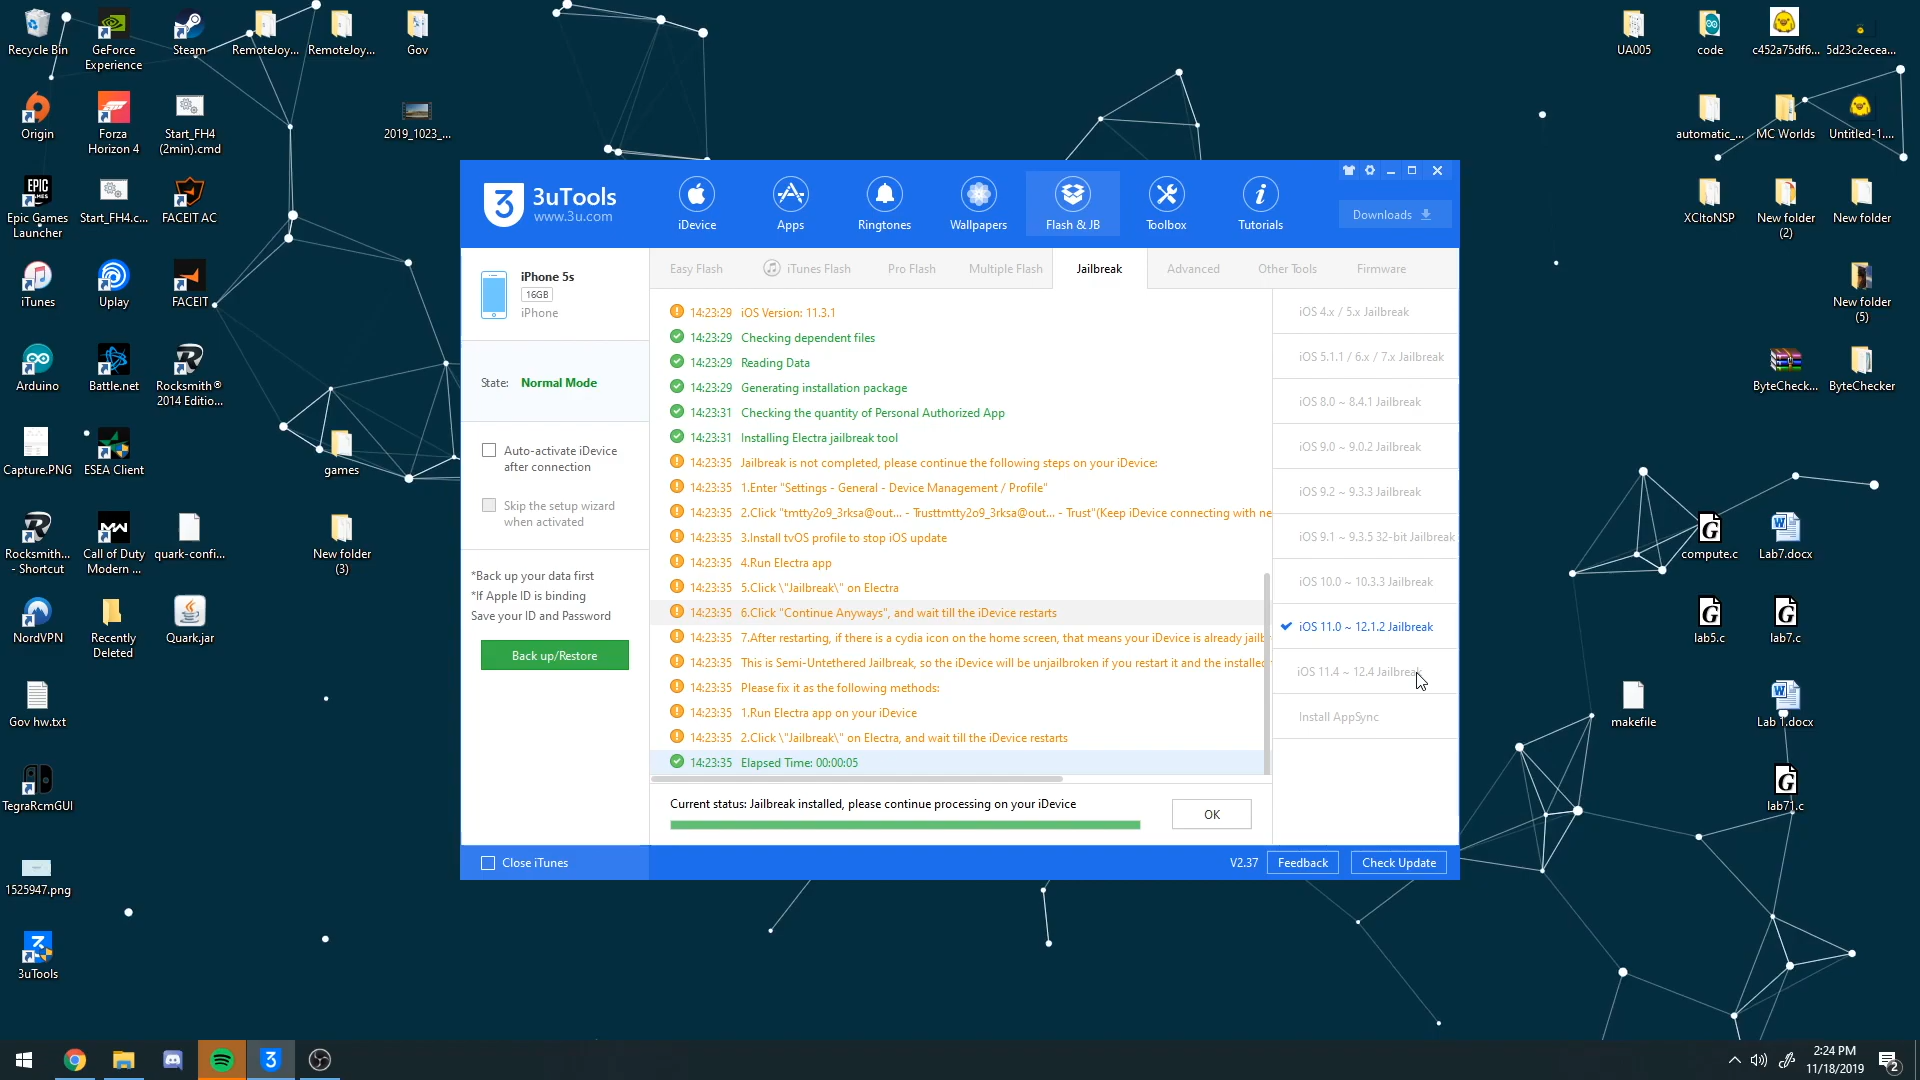 Recycle Bin
GeForce
Experience
Steam
RemoteJoy...
RemoteJoy...
Gov
UA005
code
c452a75df6...
5d23c2ecea...
Origin
Forza
Horizon 4
Start_FH4
(2min).cmd
2019_1023_...
automatic_...
MC Worlds
Untitled-1....
Epic Games
Launcher
Start_FH4.c...
FACEIT AC
XCItoNSP
New folder
(2)
New folder
iTunes
Uplay
FACEIT
New folder
(5)
Arduino
Battle.net
Rocksmith®
2014 Editio...
ByteCheck...
ByteChecker
Capture.PNG
ESEA Client
games
Rocksmith...
- Shortcut
Call of Duty
Modern ...
quark-confi...
New folder
(3)
compute.c
Lab7.docx
NordVPN
Recently
Deleted
Quark.jar
lab5.c
lab7.c
Gov hw.txt
makefile
Lab 1.docx
TegraRcmGUI
lab71.c
1525947.png
3uTools
3 3uTools
www.3u.com
iDevice
Apps
Ringtones
Wallpapers
Flash & JB
Toolbox
Tutorials
Downloads
Easy Flash
iTunes Flash
Pro Flash
Multiple Flash
Jailbreak
Advanced
Other Tools
Firmware
iPhone 5s
16GB
iPhone
State: Normal Mode
Auto-activate iDevice
after connection
Skip the setup wizard
when activated
*Back up your data first
*If Apple ID is binding
Save your ID and Password
Back up/Restore
14:23:29 iOS Version: 11.3.1
14:23:29 Checking dependent files
14:23:29 Reading Data
14:23:29 Generating installation package
14:23:31 Checking the quantity of Personal Authorized App
14:23:31 Installing Electra jailbreak tool
14:23:35 Jailbreak is not completed, please continue the following steps on your iDevice:
14:23:35 1.Enter "Settings - General - Device Management / Profile"
14:23:35 2.Click "tmtty2o9_3rksa@out... - Trusttmtty2o9_3rksa@out... - Trust"(Keep iDevice connecting with ne
14:23:35 3.Install tvOS profile to stop iOS update
14:23:35 4.Run Electra app
14:23:35 5.Click \"Jailbreak\" on Electra
14:23:35 6.Click "Continue Anyways", and wait till the iDevice restarts
14:23:35 7.After restarting, if there is a cydia icon on the home screen, that means your iDevice is already jailb
14:23:35 This is Semi-Untethered Jailbreak, so the iDevice will be unjailbroken if you restart it and the installed
14:23:35 Please fix it as the following methods:
14:23:35 1.Run Electra app on your iDevice
14:23:35 2.Click \"Jailbreak\" on Electra, and wait till the iDevice restarts
14:23:35 Elapsed Time: 00:00:05
iOS 4.x / 5.x Jailbreak
iOS 5.1.1 / 6.x / 7.x Jailbreak
iOS 8.0 ~ 8.4.1 Jailbreak
iOS 9.0 ~ 9.0.2 Jailbreak
iOS 9.2 ~ 9.3.3 Jailbreak
iOS 9.1 ~ 9.3.5 32-bit Jailbreak
iOS 10.0 ~ 10.3.3 Jailbreak
iOS 11.0 ~ 12.1.2 Jailbreak
iOS 11.4 ~ 12.4 Jailbreak
Install AppSync
Current status: Jailbreak installed, please continue processing on your iDevice
OK
Close iTunes
V2.37
Feedback
Check Update
2:24 PM
11/18/2019
2